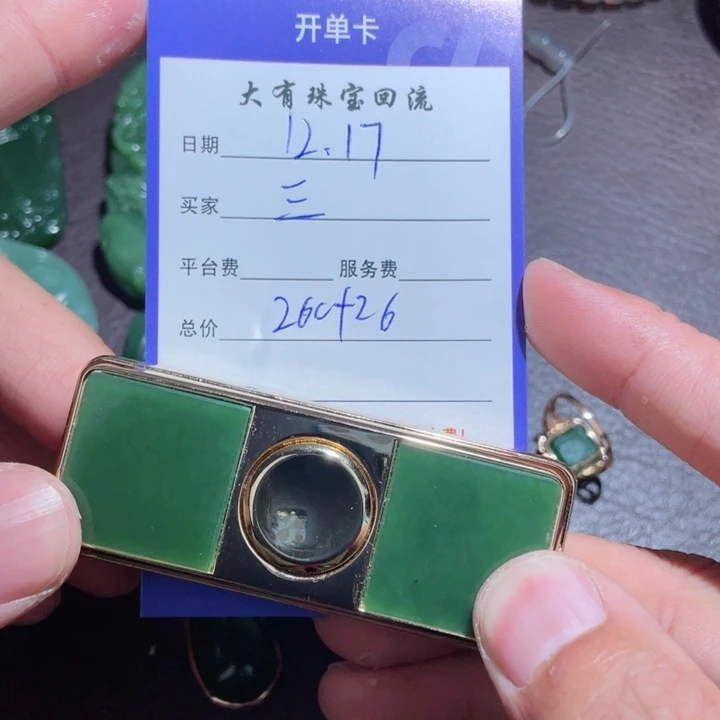 开单卡
大有珠宝回流
日期 12.17
买家 三
平台费 服务费
总价 260+26
费!